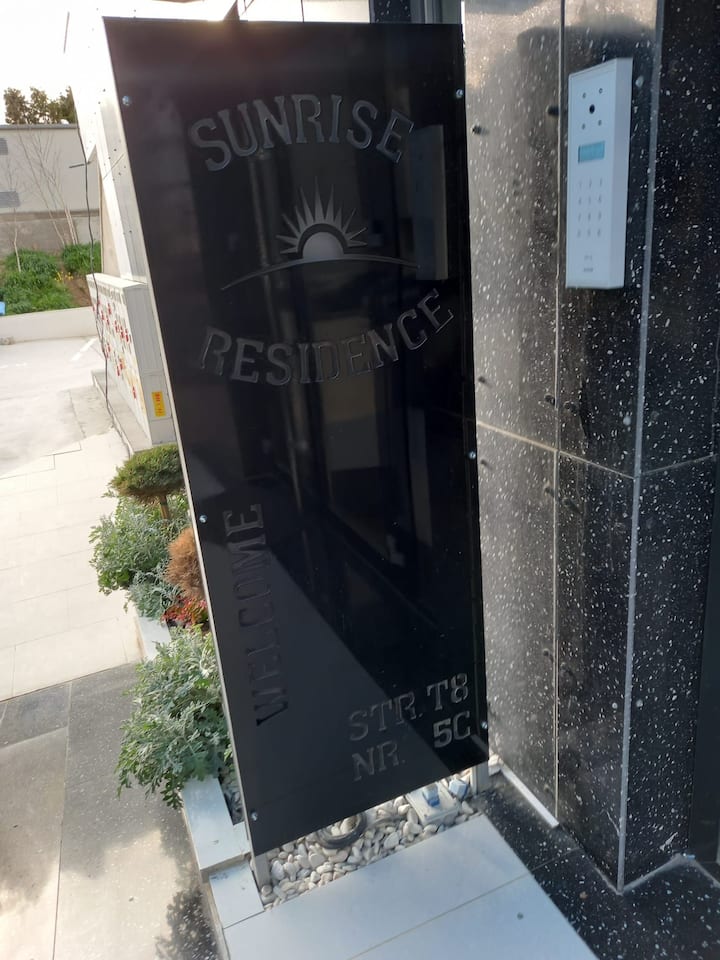 SUNRISE
RESIDENCE
WELCOME
STR. T8
NR. 5C